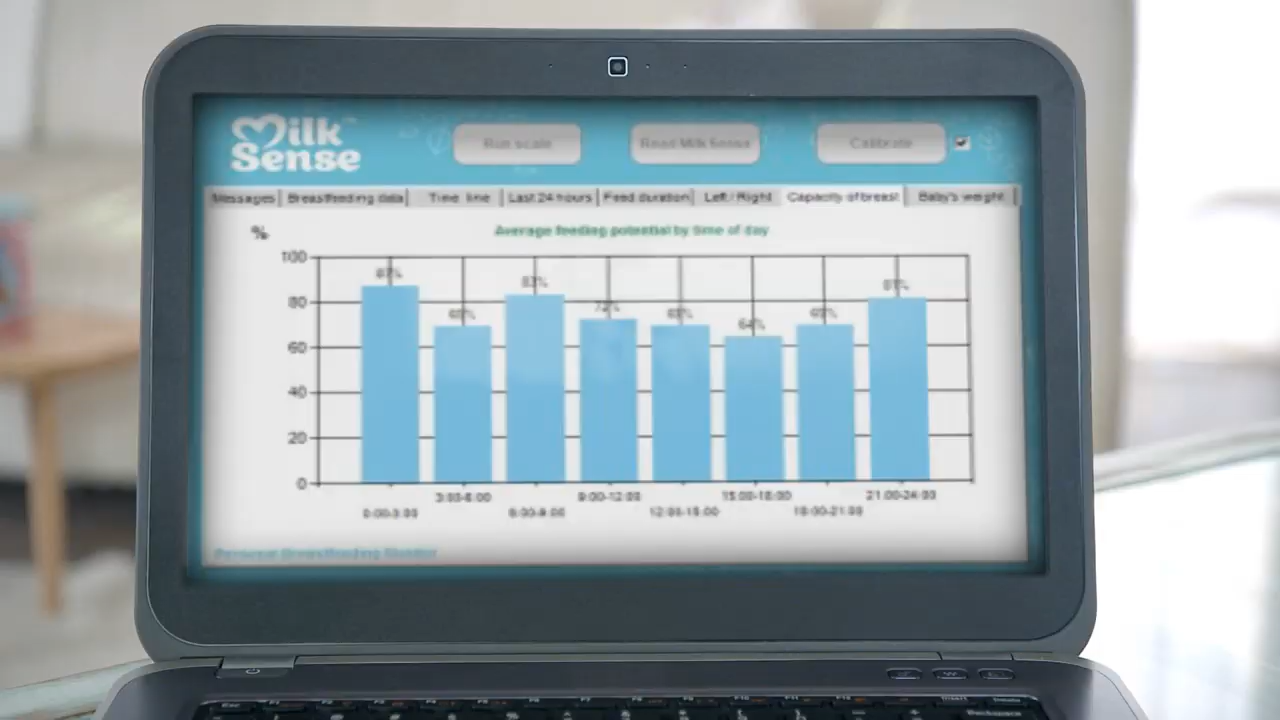 Milk
Sense
Run scale
Read Milk Sense
Calibrate
Messages
Breastfeeding data
Time line
Last 24 hours
Feed duration
Left / Right
Capacity of breast
Baby's weight
%
Average feeding potential by time of day
100
80
60
40
20
0
87%
83%
72%
64%
81%
3:00-6:00
9:00-12:00
15:00-18:00
21:00-24:00
0:00-3:00
6:00-9:00
12:00-15:00
18:00-21:00